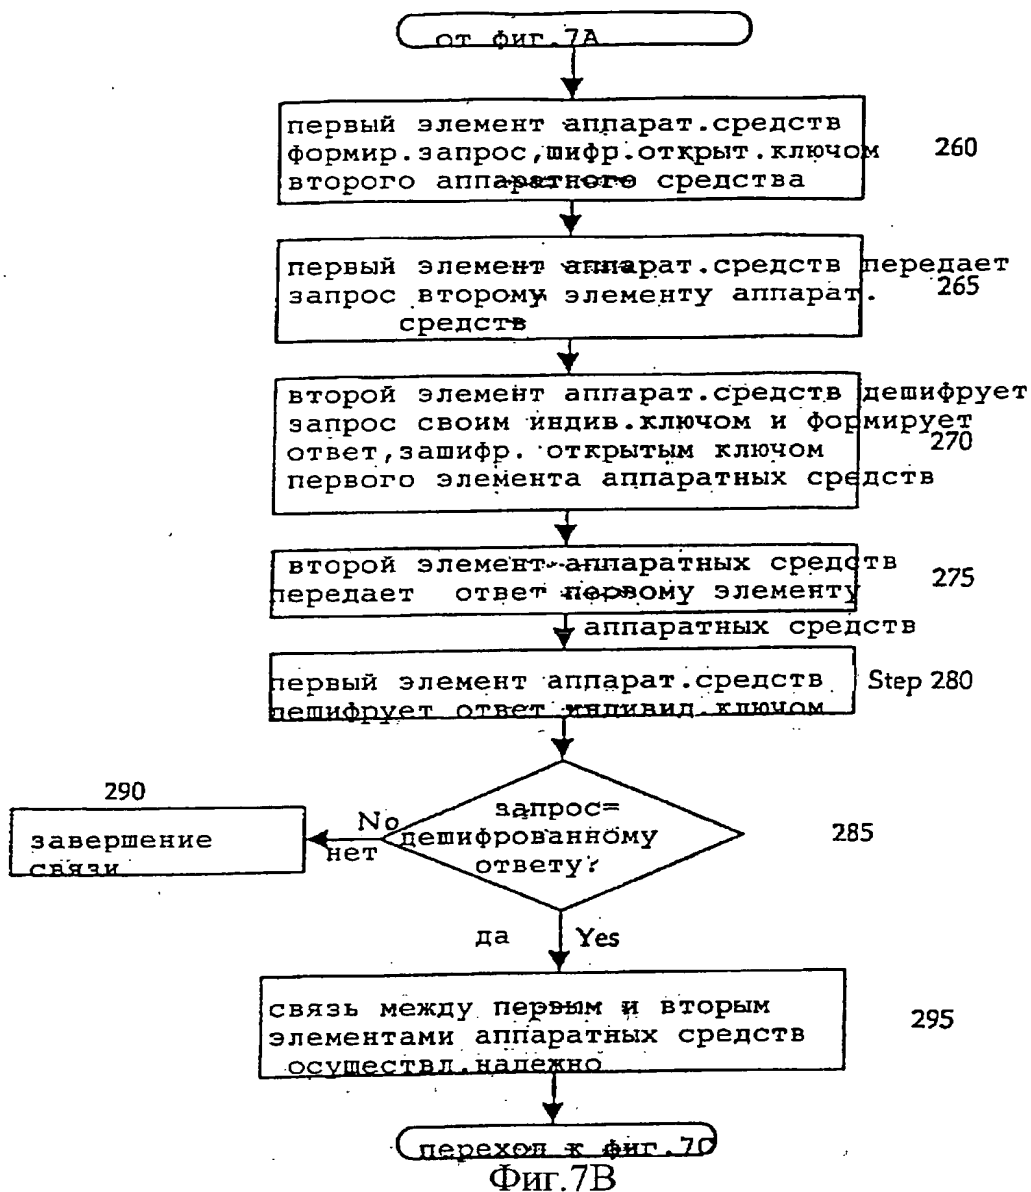 от фиг.7А
первый элемент аппарат.средств
формир.запрос,шифр.открыт.ключом
второго аппаратного средства
260
первый элемент аппарат.средств передает
запрос второму элементу аппарат.
средств
265
второй элемент аппарат.средств дешифрует
запрос своим индив.ключом и формирует
ответ,зашифр. открытым ключом
первого элемента аппаратных средств
270
второй элемент аппаратных средств
передает ответ первому элементу
аппаратных средств
275
первый элемент аппарат.средств
дешифрует ответ индивид.ключом
Step 280
запрос=
дешифрованному
ответу?
285
No
нет
290
завершение
связи
да Yes
связь между первым и вторым
элементами аппаратных средств
осуществл.надежно
295
переход к фиг.7С
Фиг.7В